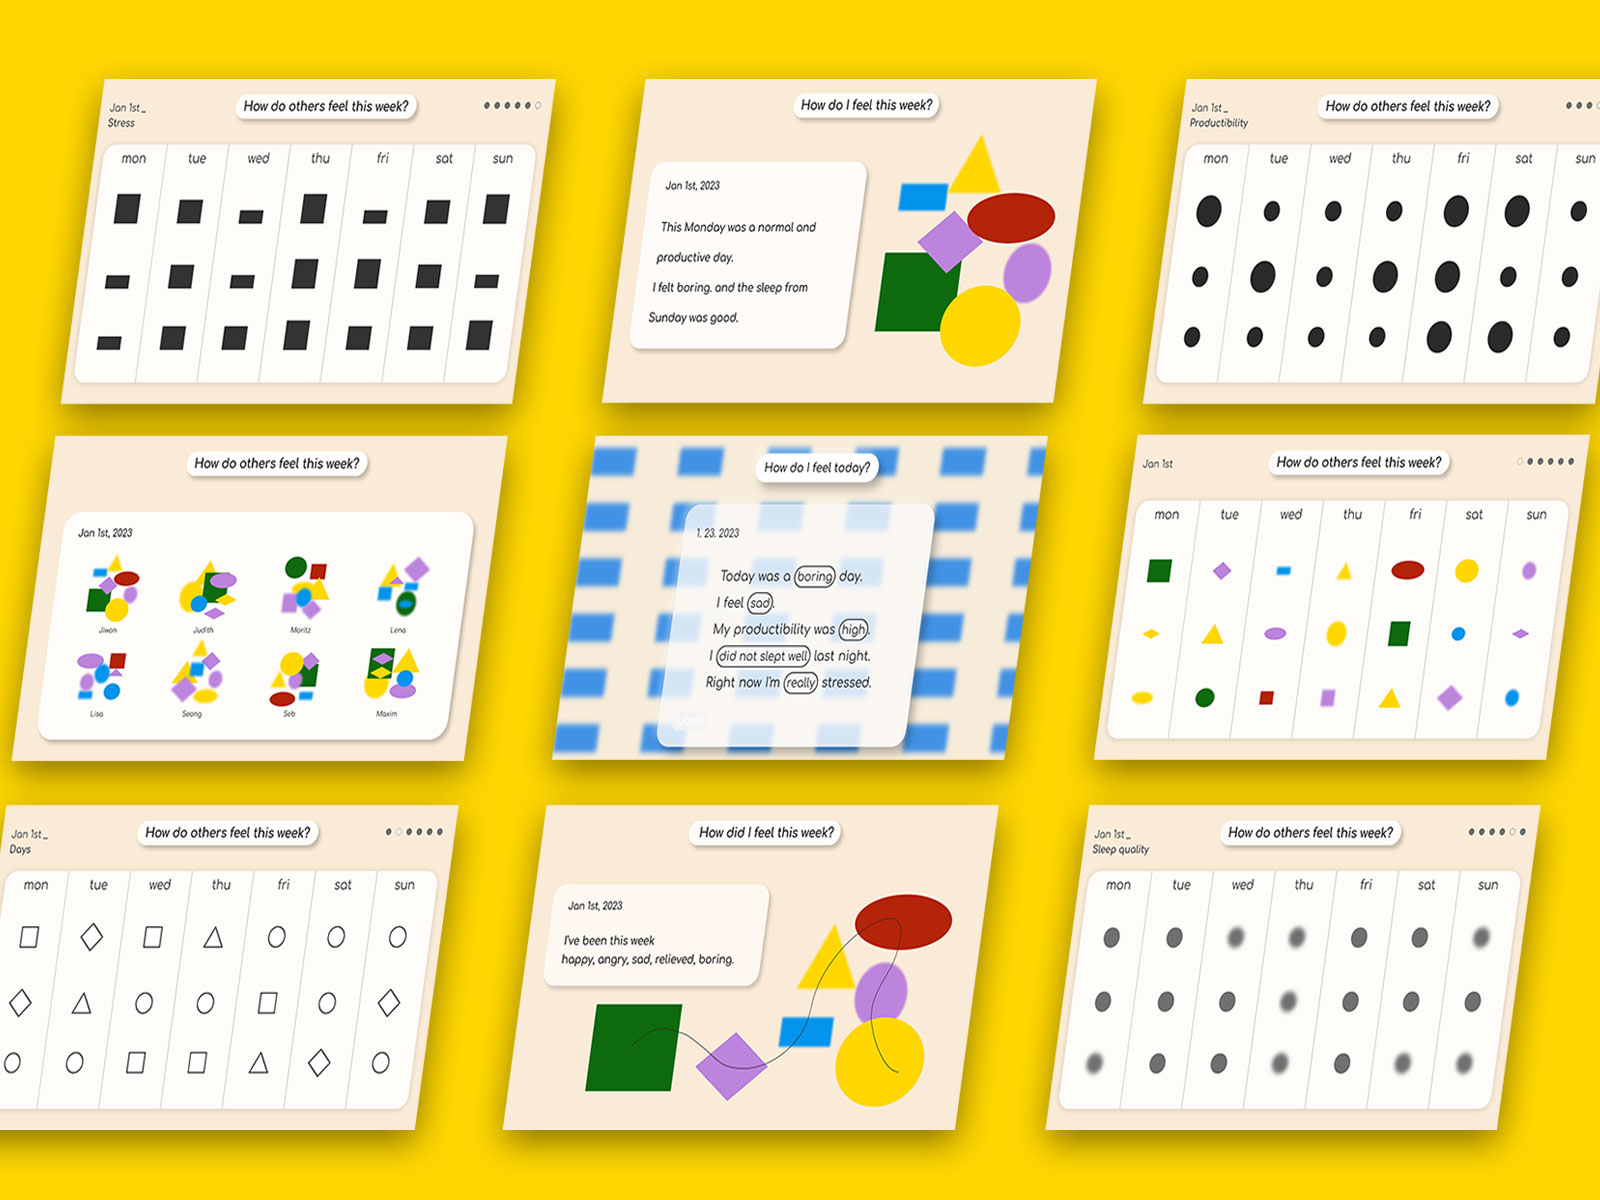 Jan 1st_
Stress
How do others feel this week?
mon tue wed thu fri sat sun
How do I feel this week?
Jan 1st, 2023
This Monday was a normal and
productive day.
I felt boring. and the sleep from
Sunday was good.
Jan 1st_
Productibility
How do others feel this week?
mon tue wed thu fri sat sun
How do others feel this week?
Jan 1st, 2023
Jiwon Judith Moritz Lena
Lisa Seong Seb Maxim
How do I feel today?
1. 23. 2023
Today was a boring day.
I feel sad.
My productibility was high.
I did not slept well last night.
Right now I'm really stressed.
submit
Jan 1st
How do others feel this week?
mon tue wed thu fri sat sun
Jan 1st_
Days
How do others feel this week?
mon tue wed thu fri sat sun
How did I feel this week?
Jan 1st, 2023
I've been this week
happy, angry, sad, relieved, boring.
Jan 1st_
Sleep quality
How do others feel this week?
mon tue wed thu fri sat sun